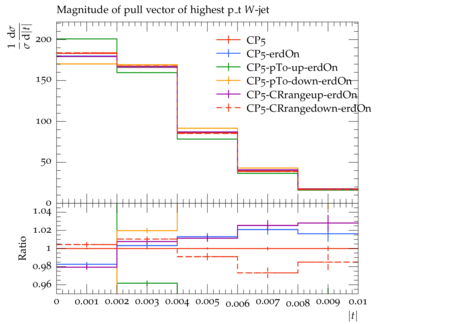 Magnitude of pull vector of highest p_t W-jet
1/σ dσ/d|t|
200
150
100
50
0
CP5
CP5-erdOn
CP5-pTo-up-erdOn
CP5-pTo-down-erdOn
CP5-CRrangeup-erdOn
CP5-CRrangedown-erdOn
Ratio
1.04
1.02
1
0.98
0.96
0 0.001 0.002 0.003 0.004 0.005 0.006 0.007 0.008 0.009 0.01
|t|